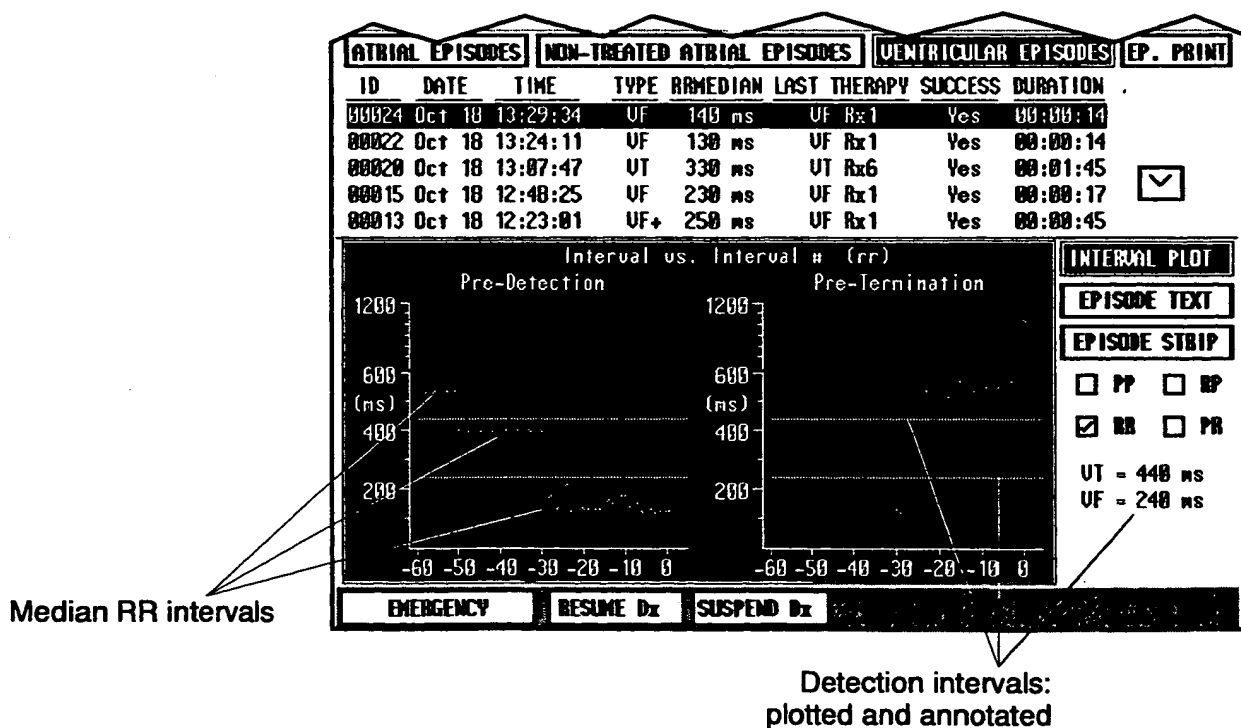 ATRIAL EPISODES NON-TREATED ATRIAL EPISODES VENTRICULAR EPISODES EP. PRINT
ID DATE TIME TYPE RRMEDIAN LAST THERAPY SUCCESS DURATION
00024 Oct 18 13:29:34 VF 140 ms VF Rx1 Yes 00:00:14
00022 Oct 18 13:24:11 VF 130 ms VF Rx1 Yes 00:00:14
00020 Oct 18 13:07:47 VT 330 ms VT Rx6 Yes 00:01:45
00015 Oct 18 12:48:25 VF 230 ms VF Rx1 Yes 00:00:17
00013 Oct 18 12:23:01 VF+ 250 ms VF Rx1 Yes 00:00:45
Interval vs. Interval # (rr)
INTERVAL PLOT
Pre-Detection Pre-Termination
EPISODE TEXT
1200 1200
EPISODE STRIP
600 600
PP RP
(ms) (ms)
400 400
RR PR
VT = 440 ms
200 200
VF = 240 ms
-60 -50 -40 -30 -20 -10 0 -60 -50 -40 -30 -20 -10 0
EMERGENCY RESUME Dx SUSPEND Dx
Median RR intervals
Detection intervals:
plotted and annotated